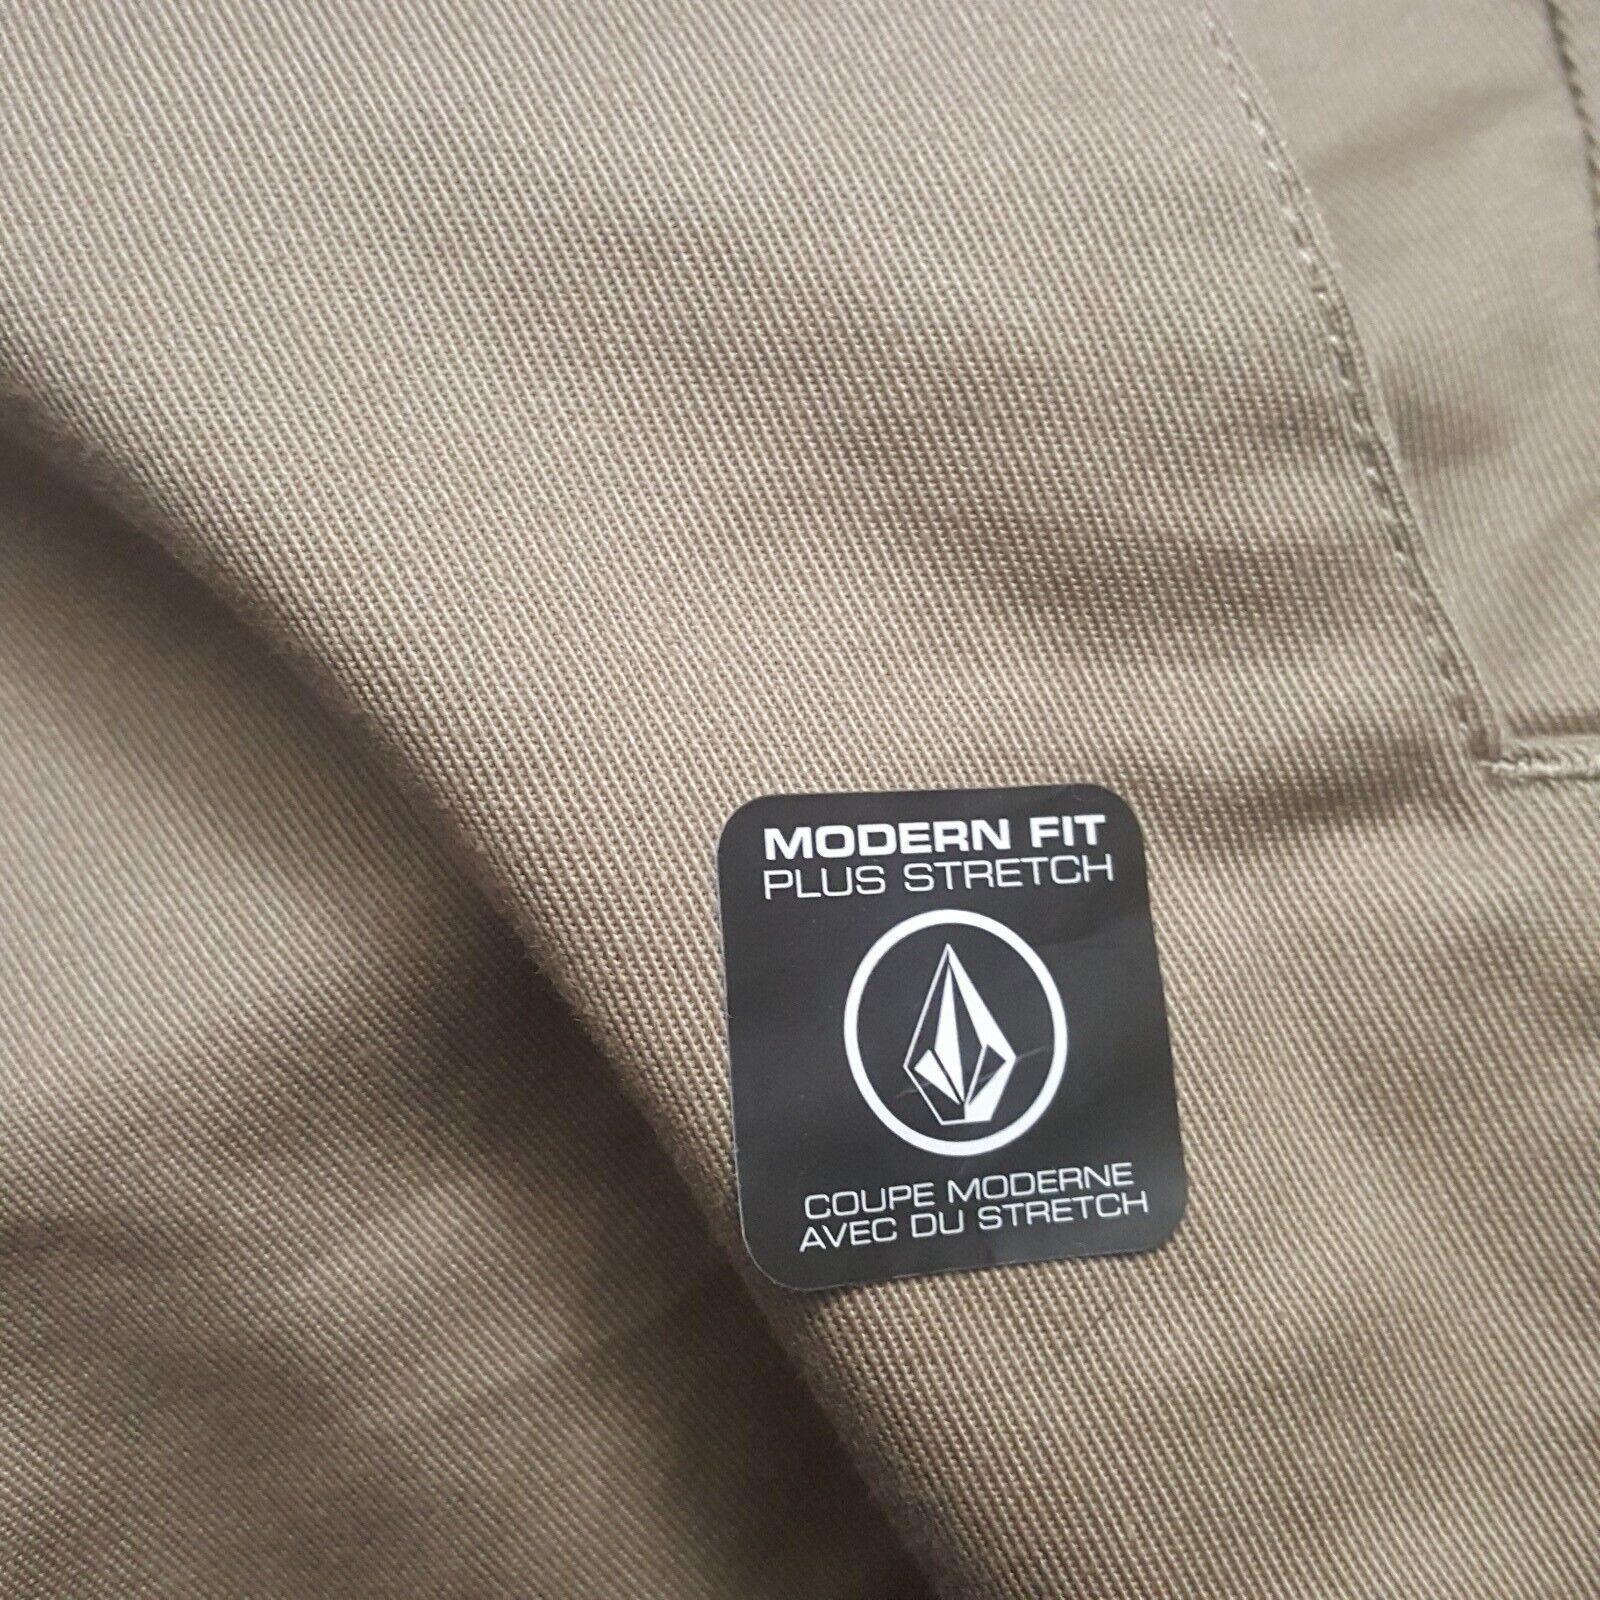 MODERN FIT
PLUS STRETCH
COUPE MODERNE
AVEC DU STRETCH